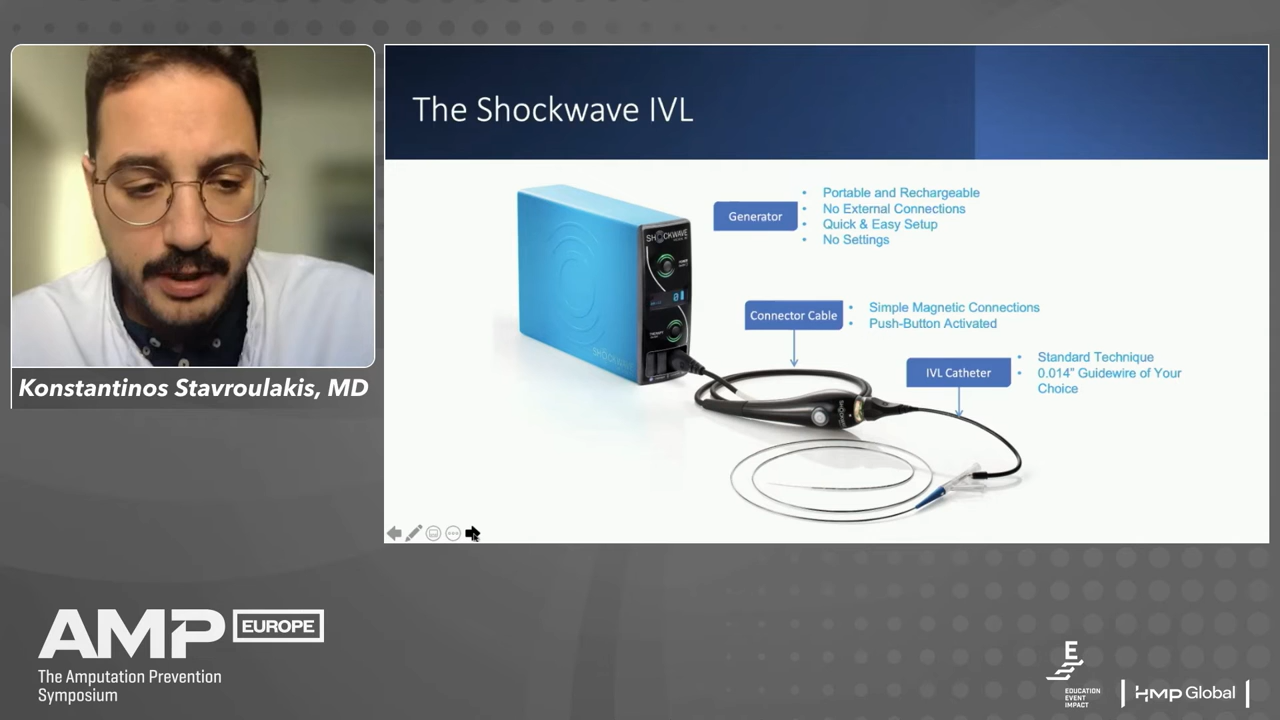 The Shockwave IVL
Generator
• Portable and Rechargeable
• No External Connections
• Quick & Easy Setup
• No Settings
SHOCKWAVE
SHOCKWAVE
Connector Cable
• Simple Magnetic Connections
• Push-Button Activated
IVL Catheter
• Standard Technique
• 0.014” Guidewire of Your
Choice
Konstantinos Stavroulakis, MD
AMP EUROPE
The Amputation Prevention
Symposium
E
EDUCATION
EVENT
IMPACT
HMP Global